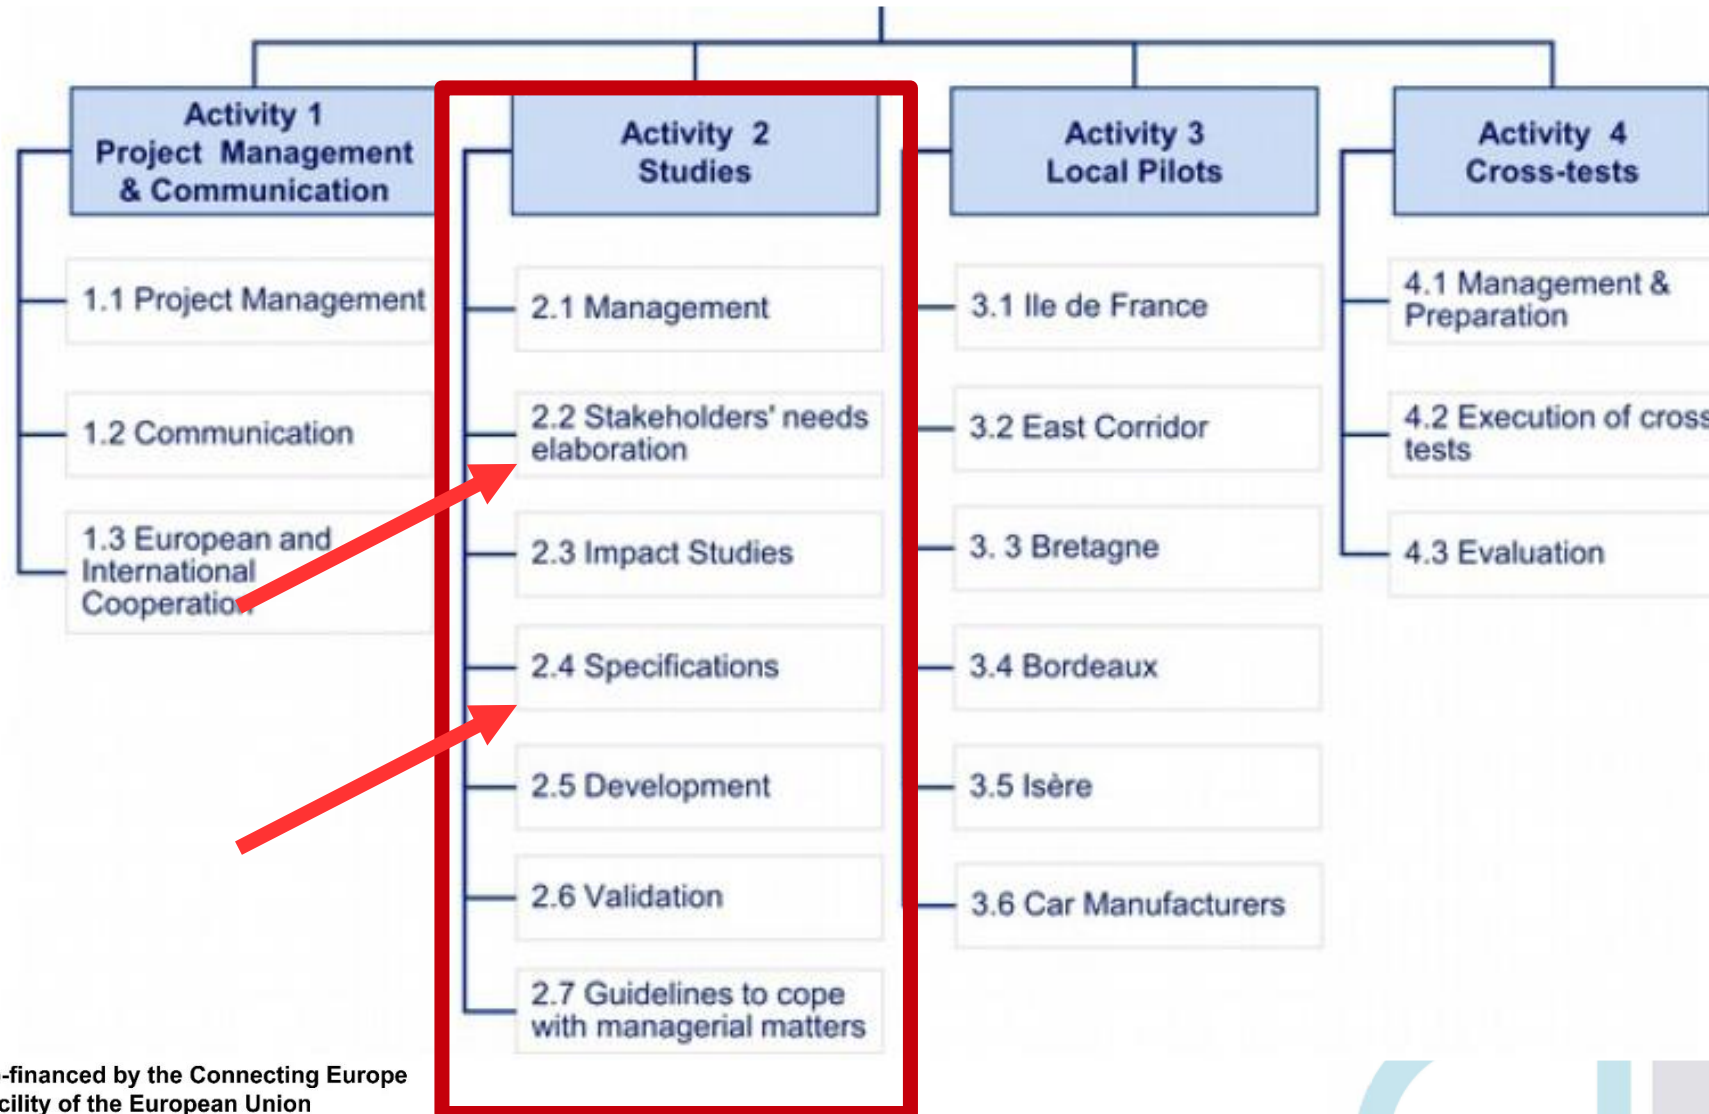 Activity 1
Project Management
& Communication
1.1 Project Management
1.2 Communication
1.3 European and
International
Cooperation
Activity 2
Studies
2.1 Management
2.2 Stakeholders' needs
elaboration
2.3 Impact Studies
2.4 Specifications
2.5 Development
2.6 Validation
2.7 Guidelines to cope
with managerial matters
Activity 3
Local Pilots
3.1 Ile de France
3.2 East Corridor
3. 3 Bretagne
3.4 Bordeaux
3.5 Isère
3.6 Car Manufacturers
Activity 4
Cross-tests
4.1 Management &
Preparation
4.2 Execution of cross
tests
4.3 Evaluation
-financed by the Connecting Europe
cility of the European Union